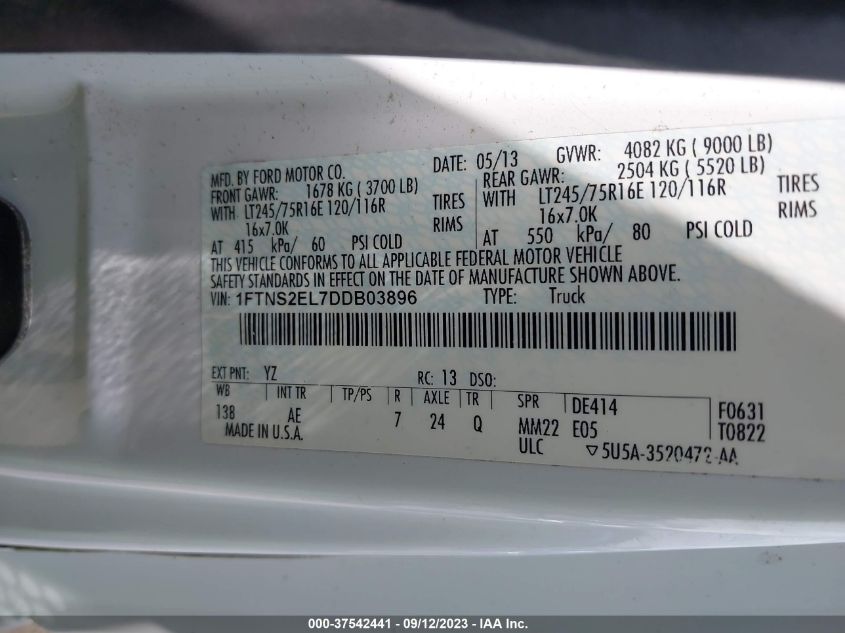 MFD. BY FORD MOTOR CO. DATE: 05/13 GVWR: 4082 KG ( 9000 LB)
FRONT GAWR: 1678 KG ( 3700 LB) REAR GAWR: 2504 KG ( 5520 LB)
WITH LT245/75R16E 120/116R TIRES WITH LT245/75R16E 120/116R TIRES
16x7.0K RIMS 16x7.0K RIMS
AT 415 kPa/ 60 PSI COLD AT 550 kPa/ 80 PSI COLD
THIS VEHICLE CONFORMS TO ALL APPLICABLE FEDERAL MOTOR VEHICLE
SAFETY STANDARDS IN EFFECT ON THE DATE OF MANUFACTURE SHOWN ABOVE.
VIN: 1FTNS2EL7DDB03896 TYPE: Truck
EXT PNT: YZ RC: 13 DSO:
WB INT TR TP/PS R AXLE TR SPR DE414 F0631
138 AE 7 24 Q MM22 E05 T0822
MADE IN U.S.A. ULC ▽5U5A-3520472-AA
000-37542441 - 09/12/2023 - IAA Inc.